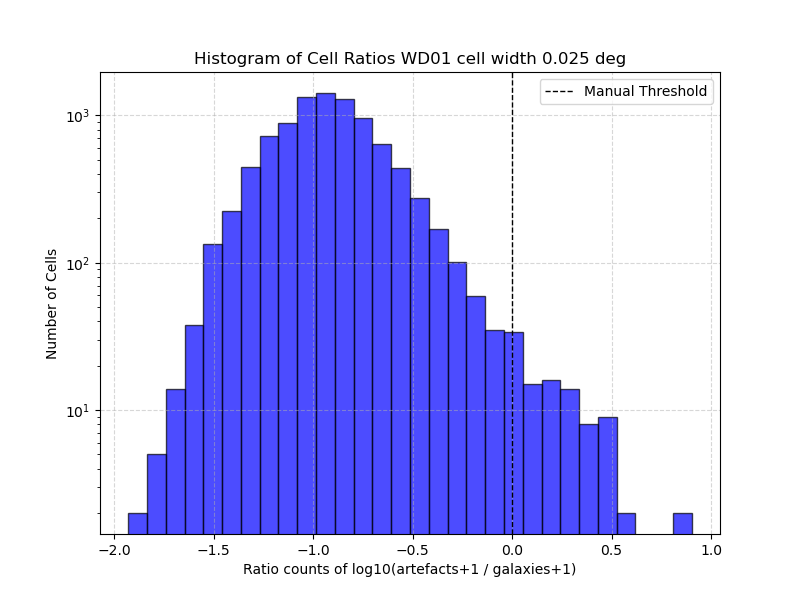 Histogram of Cell Ratios WD01 cell width 0.025 deg
Manual Threshold
Number of Cells
10³
10²
10¹
−2.0 −1.5 −1.0 −0.5 0.0 0.5 1.0
Ratio counts of log10(artefacts+1 / galaxies+1)